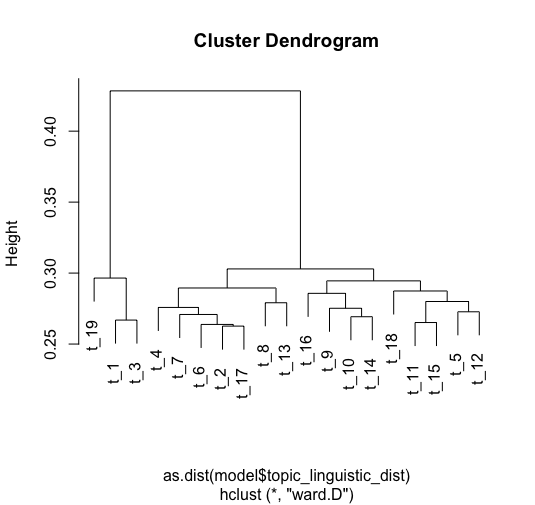 Cluster Dendrogram
Height
0.40
0.35
0.30
0.25
t_19
t_1
t_3
t_4
t_7
t_6
t_2
t_17
t_8
t_13
t_16
t_9
t_10
t_14
t_18
t_11
t_15
t_5
t_12
as.dist(model$topic_linguistic_dist)
hclust (*, "ward.D")